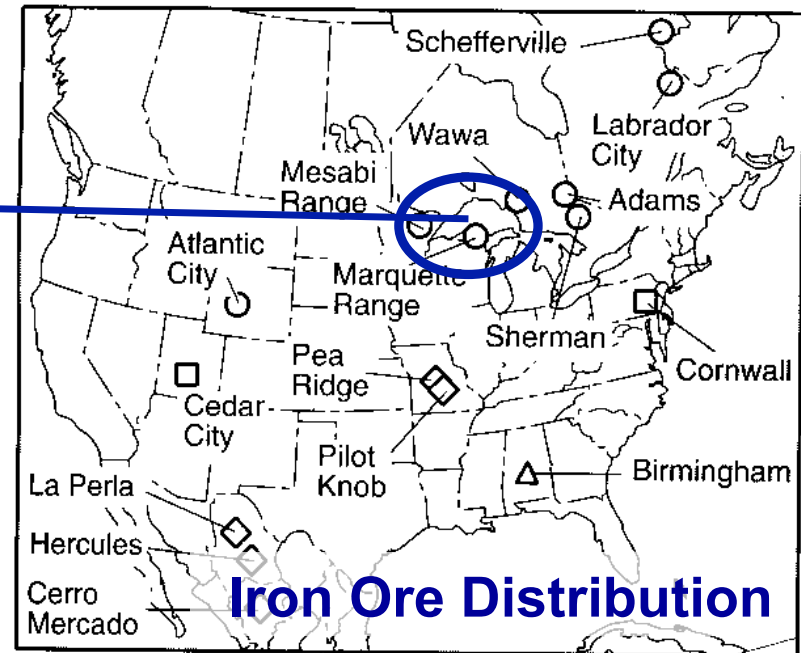 Schefferville
Wawa
Labrador
City
Mesabi
Range
Adams
Atlantic
City
Marquette
Range
Sherman
Pea
Ridge
Cornwall
Cedar
City
Pilot
Knob
Birmingham
La Perla
Hercules
Cerro
Mercado
Iron Ore Distribution